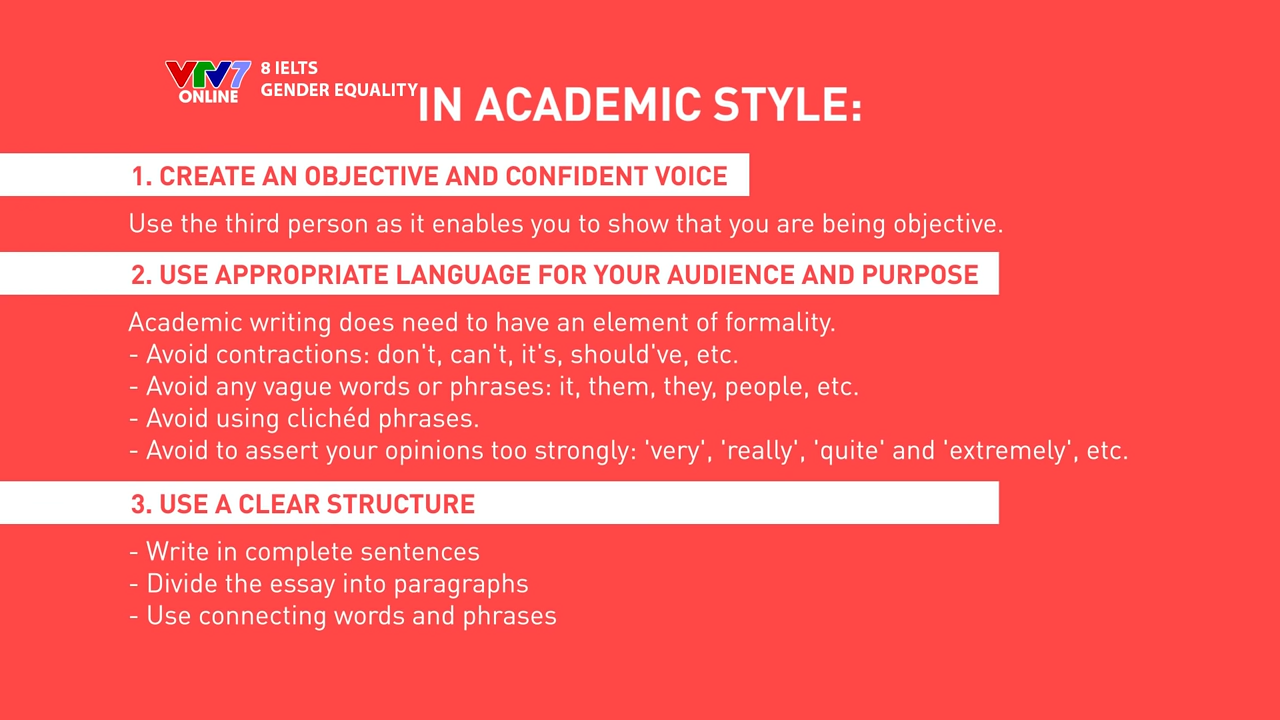 VTV7
ONLINE
8 IELTS
GENDER EQUALITY
IN ACADEMIC STYLE:
1. CREATE AN OBJECTIVE AND CONFIDENT VOICE
Use the third person as it enables you to show that you are being objective.
2. USE APPROPRIATE LANGUAGE FOR YOUR AUDIENCE AND PURPOSE
Academic writing does need to have an element of formality.
- Avoid contractions: don't, can't, it's, should've, etc.
- Avoid any vague words or phrases: it, them, they, people, etc.
- Avoid using clichéd phrases.
- Avoid to assert your opinions too strongly: 'very', 'really', 'quite' and 'extremely', etc.
3. USE A CLEAR STRUCTURE
- Write in complete sentences
- Divide the essay into paragraphs
- Use connecting words and phrases